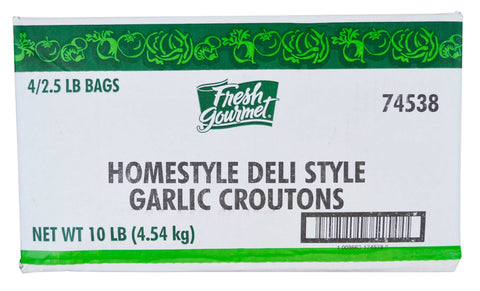 4/2.5 LB BAGS
Fresh
Gourmet®
74538
HOMESTYLE DELI STYLE
GARLIC CROUTONS
NET WT 10 LB (4.54 kg)